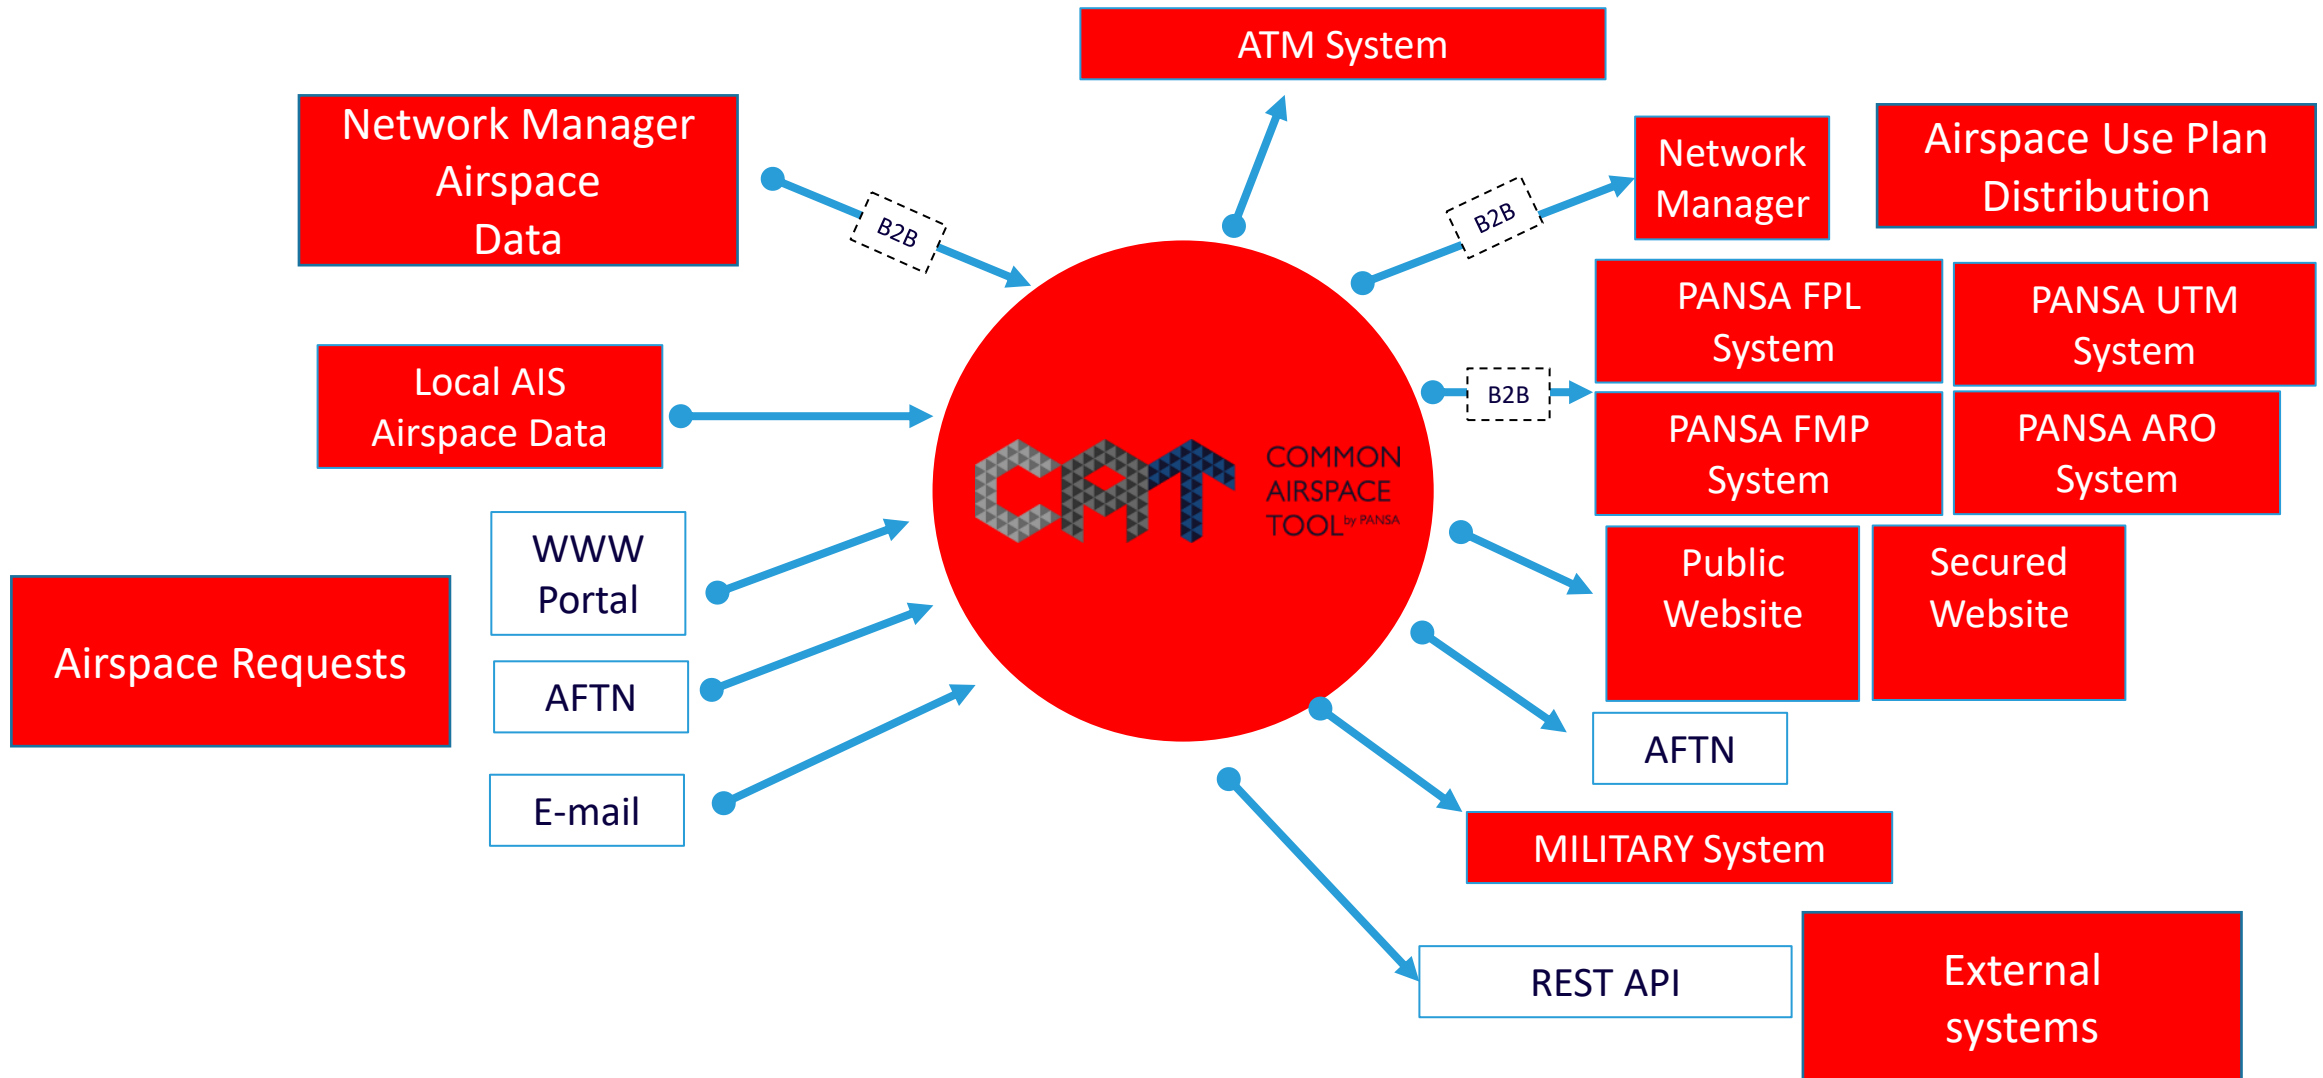 ATM System
Network Manager
Airspace
Data
B2B
B2B
Network
Manager
Airspace Use Plan
Distribution
PANSA FPL
System
PANSA UTM
System
Local AIS
Airspace Data
B2B
PANSA FMP
System
PANSA ARO
System
CAT
COMMON
AIRSPACE
TOOL by PANSA
WWW
Portal
Public
Website
Secured
Website
Airspace Requests
AFTN
AFTN
E-mail
MILITARY System
REST API
External
systems